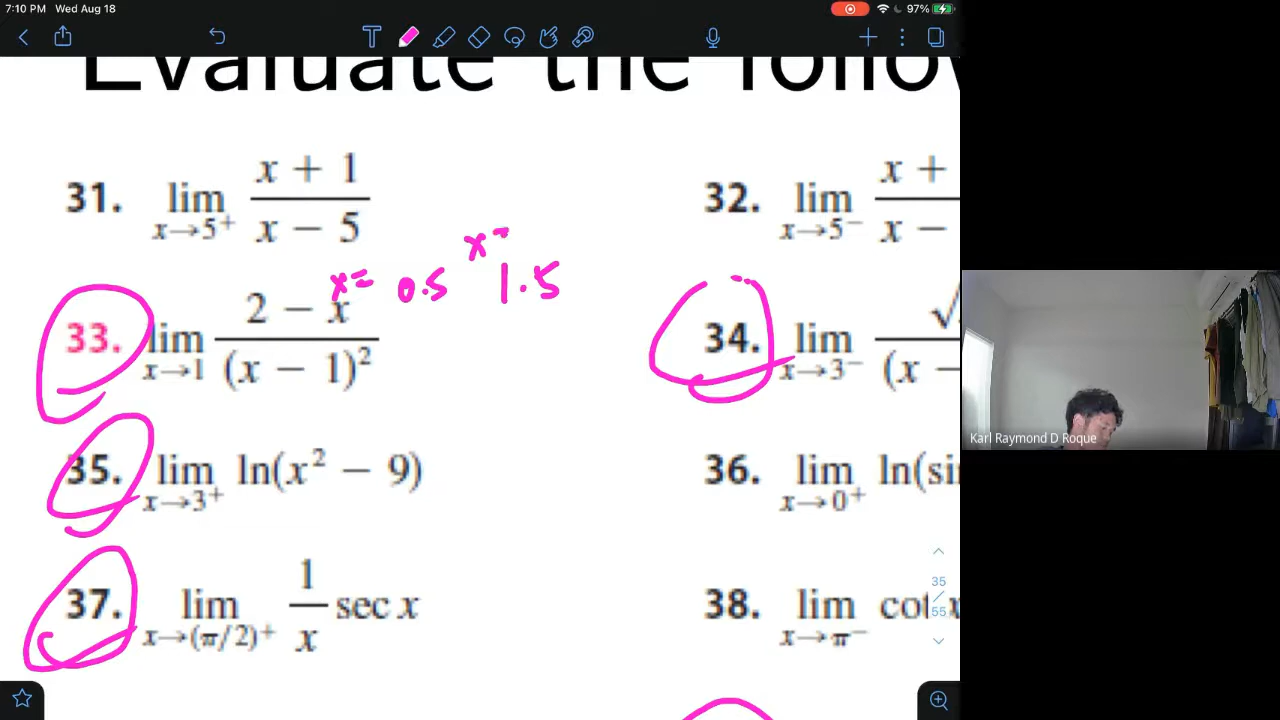 7:10 PM Wed Aug 18
97%
Evaluate the follow
31. lim x→5⁺ (x + 1)/(x − 5)
32. lim x→5⁻ x + / x −
x = 0.5
x = 1.5
33. lim x→1 (2 − x)/(x − 1)²
34. lim x→3⁻ √ / (x −
35. lim x→3⁺ ln(x² − 9)
36. lim x→0⁺ ln(sin
37. lim x→(π/2)⁺ 1/x sec x
38. lim x→π⁻ cot x
35
/
55
Karl Raymond D Roque